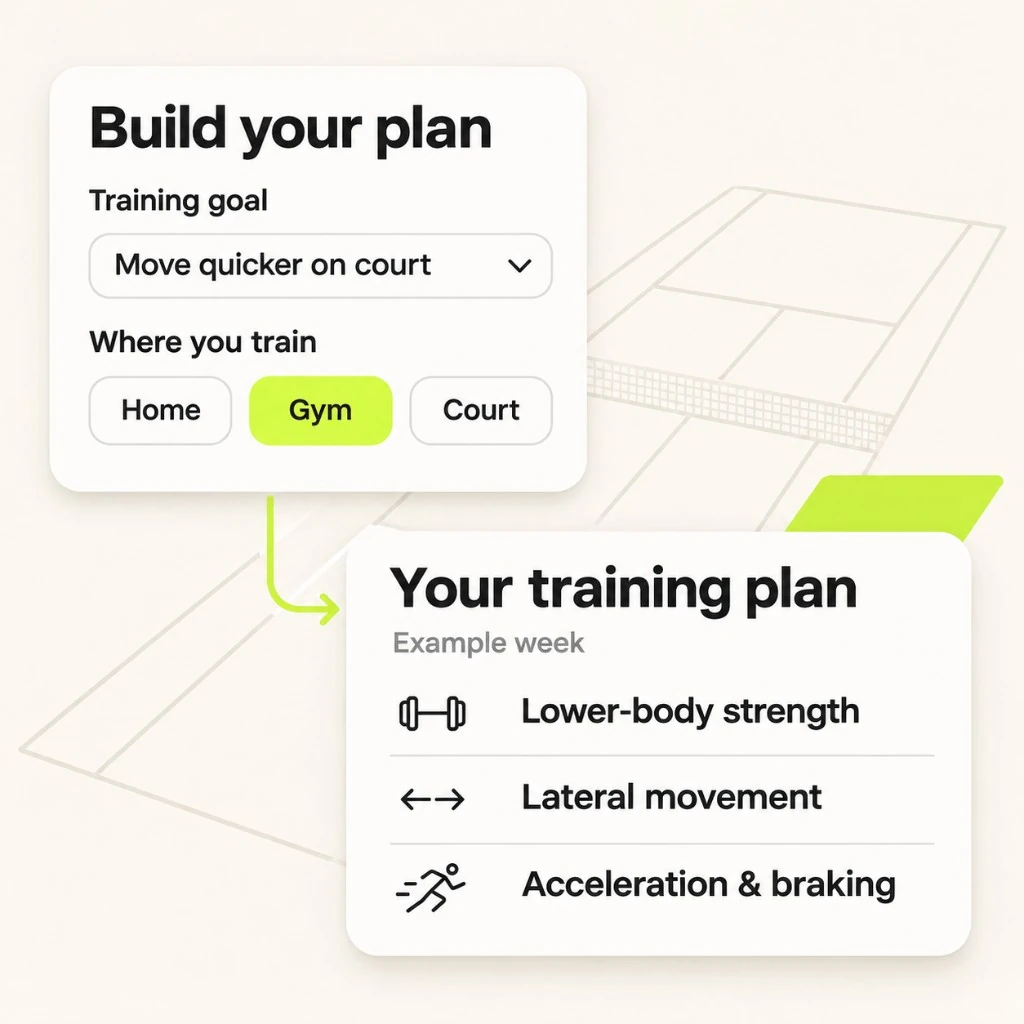 Build your plan
Training goal
Move quicker on court
Where you train
Home
Gym
Court
Your training plan
Example week
Lower-body strength
Lateral movement
Acceleration & braking